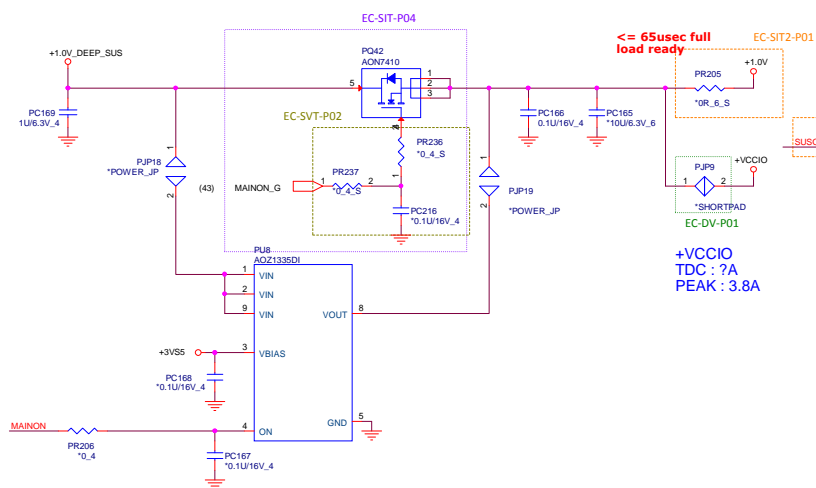 EC-SIT-P04
<= 65usec full
load ready
EC-SIT2-P01
+1.0V_DEEP_SUS
PQ42
AON7410
+1.0V
PR205
*0R_6_S
5
1
2
3
PC169
1U/6.3V_4
PC166
0.1U/16V_4
PC165
*10U/6.3V_6
EC-SVT-P02
PJP18
*POWER_JP
1
2
(43)
MAINON_G
PR237
*0_4_S
1
2
PR236
*0_4_S
1
PC216
*0.1U/16V_4
1
2
PJP19
*POWER_JP
SUSC
PJP9
+VCCIO
1
2
*SHORTPAD
EC-DV-P01
+VCCIO
TDC : ?A
PEAK : 3.8A
PU8
AOZ1335DI
1
VIN
2
VIN
9
VIN
VOUT
8
+3VS5
3
VBIAS
PC168
*0.1U/16V_4
MAINON
PR206
*0_4
4
ON
GND
5
PC167
*0.1U/16V_4